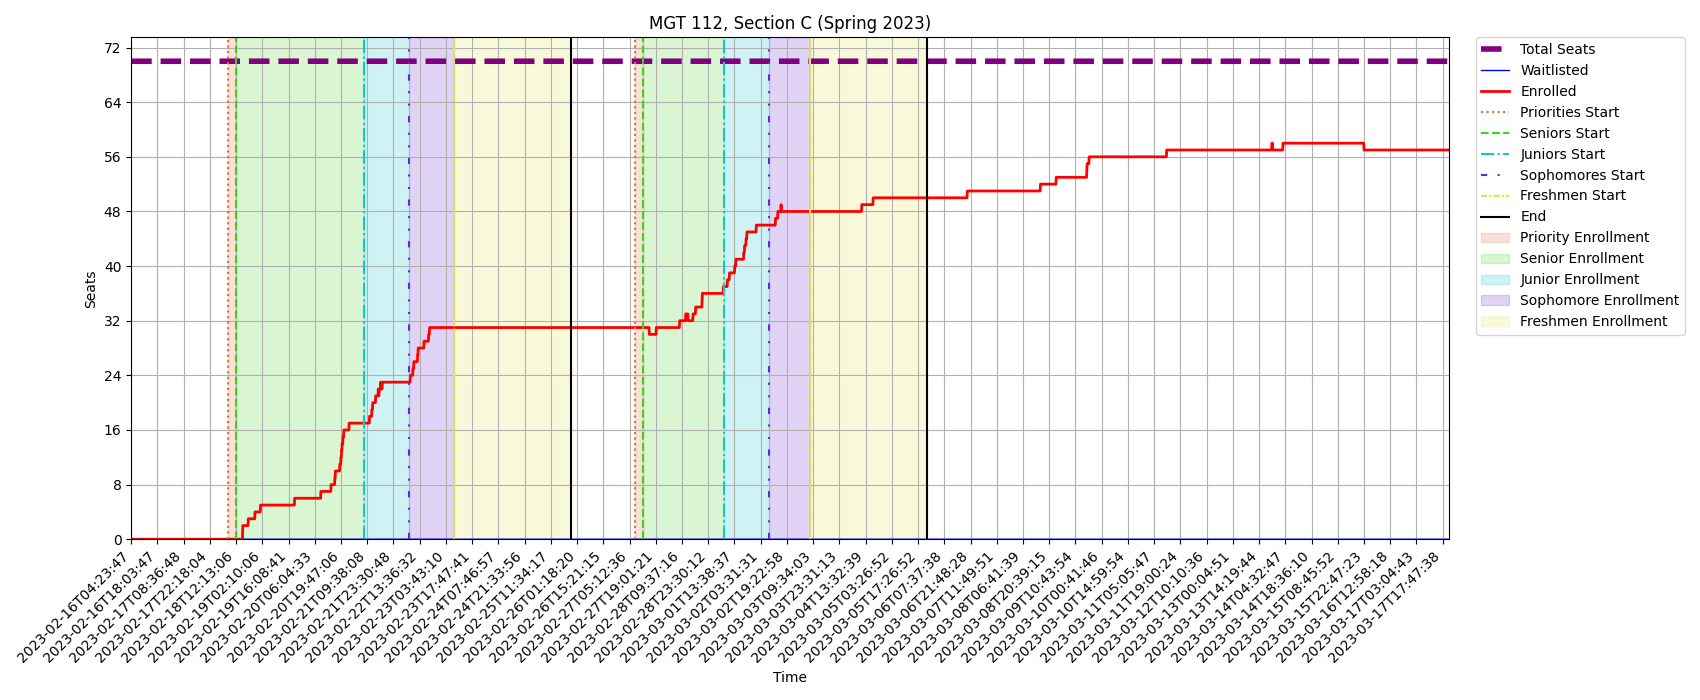 MGT 112, Section C (Spring 2023)
72
64
56
48
40
32
24
16
8
0
Seats
2023-02-16T04:23:47
2023-02-16T18:03:47
2023-02-17T08:36:48
2023-02-17T22:18:04
2023-02-18T12:13:06
2023-02-19T02:10:06
2023-02-19T16:08:41
2023-02-20T06:04:33
2023-02-20T19:47:06
2023-02-21T09:38:08
2023-02-21T23:30:48
2023-02-22T13:36:32
2023-02-23T03:43:10
2023-02-23T17:47:41
2023-02-24T07:46:57
2023-02-24T21:33:56
2023-02-25T11:34:17
2023-02-26T01:18:20
2023-02-26T15:21:15
2023-02-27T05:12:36
2023-02-27T19:01:21
2023-02-28T09:37:16
2023-02-28T23:30:12
2023-03-01T13:38:37
2023-03-02T03:31:31
2023-03-02T19:22:58
2023-03-03T09:34:03
2023-03-03T23:31:13
2023-03-04T13:32:39
2023-03-05T03:26:52
2023-03-05T17:26:52
2023-03-06T07:37:38
2023-03-06T21:48:28
2023-03-07T11:49:51
2023-03-08T06:41:39
2023-03-08T20:39:15
2023-03-09T10:43:54
2023-03-10T00:41:46
2023-03-10T14:59:54
2023-03-11T05:05:47
2023-03-11T19:00:24
2023-03-12T10:10:36
2023-03-13T00:04:51
2023-03-13T14:19:44
2023-03-14T04:32:47
2023-03-14T18:36:10
2023-03-15T08:45:52
2023-03-15T22:47:23
2023-03-16T12:58:18
2023-03-17T03:04:43
2023-03-17T17:47:38
Time
Total Seats
Waitlisted
Enrolled
Priorities Start
Seniors Start
Juniors Start
Sophomores Start
Freshmen Start
End
Priority Enrollment
Senior Enrollment
Junior Enrollment
Sophomore Enrollment
Freshmen Enrollment